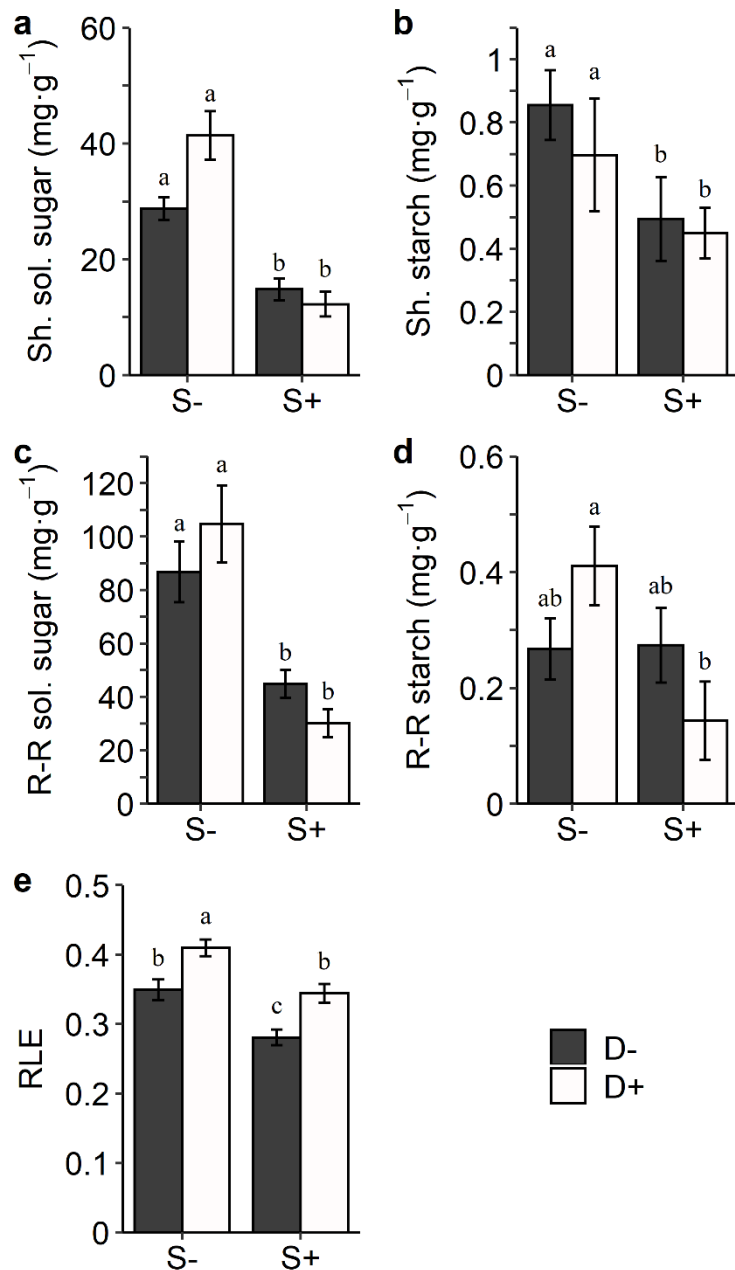 a
Sh. sol. sugar (mg·g⁻¹)
60
40
20
0
a
a
b
b
S-
S+
b
Sh. starch (mg·g⁻¹)
1
0.8
0.6
0.4
0.2
0
a
a
b
b
S-
S+
c
R-R sol. sugar (mg·g⁻¹)
120
100
80
60
40
20
0
a
a
b
b
S-
S+
d
R-R starch (mg·g⁻¹)
0.6
0.4
0.2
0
ab
a
ab
b
S-
S+
e
RLE
0.5
0.4
0.3
0.2
0.1
0
b
a
c
b
S-
S+
D-
D+